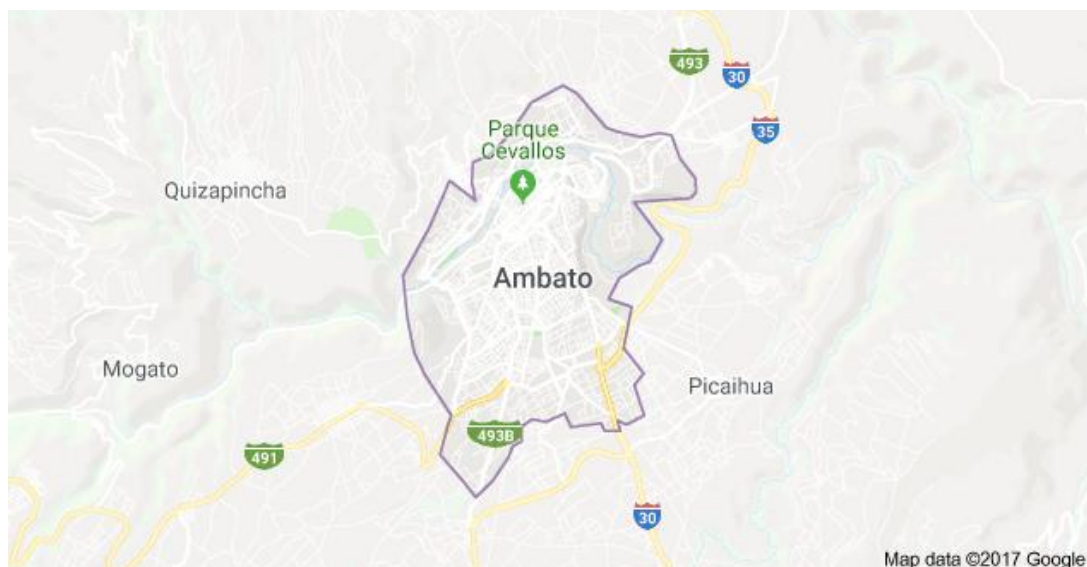 493
30
35
Parque
Cevallos
Quizapincha
Ambato
Mogato
Picaihua
493B
491
30
Map data ©2017 Google